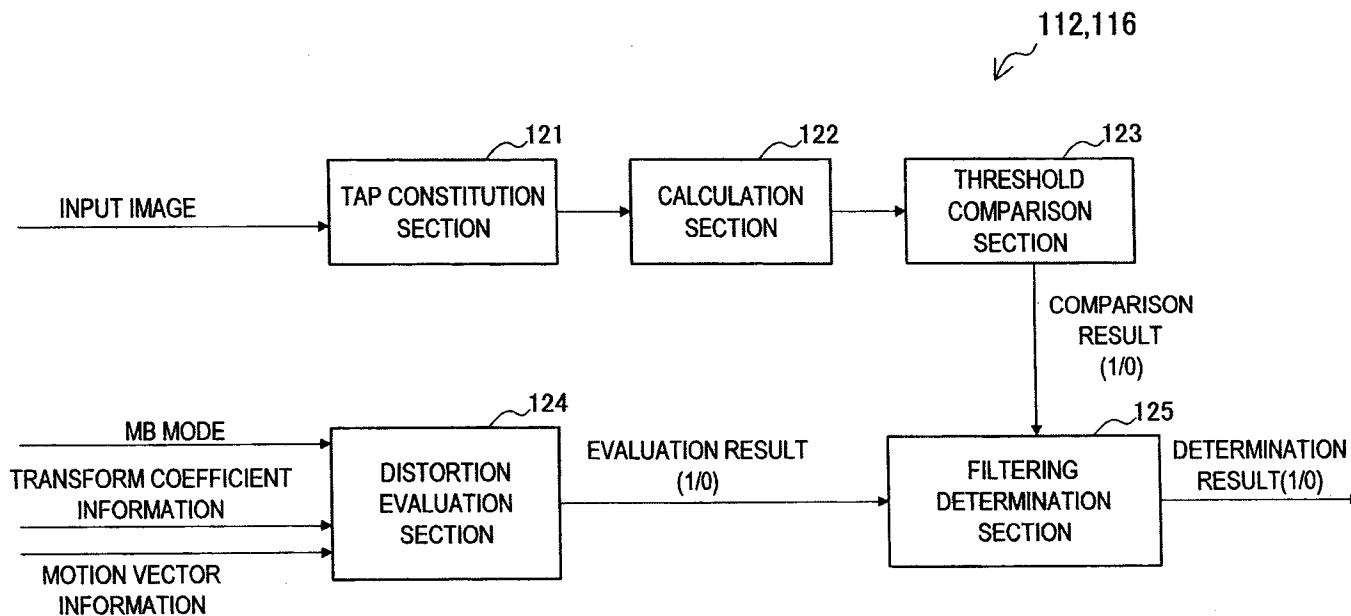 112,116
121
122
123
INPUT IMAGE
TAP CONSTITUTION
SECTION
CALCULATION
SECTION
THRESHOLD
COMPARISON
SECTION
COMPARISON
RESULT
(1/0)
MB MODE
TRANSFORM COEFFICIENT
INFORMATION
MOTION VECTOR
INFORMATION
124
DISTORTION
EVALUATION
SECTION
EVALUATION RESULT
(1/0)
125
FILTERING
DETERMINATION
SECTION
DETERMINATION
RESULT(1/0)